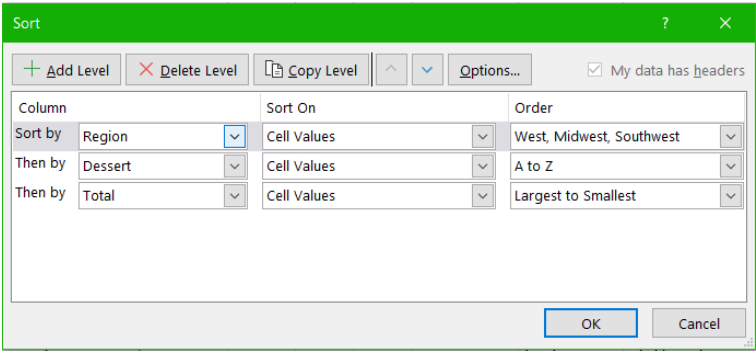 Sort ? ×
Add Level Delete Level Copy Level Options... My data has headers
Column Sort On Order
Sort by Region Cell Values West, Midwest, Southwest
Then by Dessert Cell Values A to Z
Then by Total Cell Values Largest to Smallest
OK Cancel